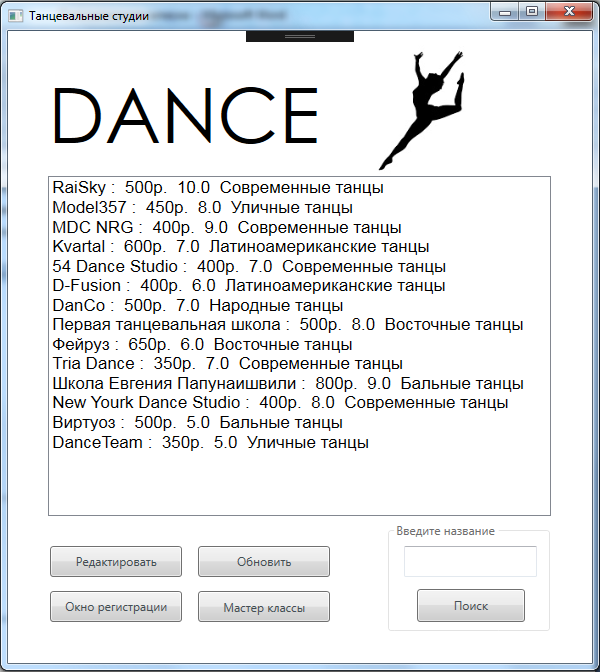 Танцевальные студии
DANCE
RaiSky :  500р.  10.0  Современные танцы
Model357 :  450р.  8.0  Уличные танцы
MDC NRG :  400р.  9.0  Современные танцы
Kvartal :  600р.  7.0  Латиноамериканские танцы
54 Dance Studio :  400р.  7.0  Современные танцы
D-Fusion :  400р.  6.0  Латиноамериканские танцы
DanCo :  500р.  7.0  Народные танцы
Первая танцевальная школа :  500р.  8.0  Восточные танцы
Фейруз :  650р.  6.0  Восточные танцы
Tria Dance :  350р.  7.0  Современные танцы
Школа Евгения Папунаишвили :  800р.  9.0  Бальные танцы
New Yourk Dance Studio :  400р.  8.0  Современные танцы
Виртуоз :  500р.  5.0  Бальные танцы
DanceTeam :  350р.  5.0  Уличные танцы
Введите название
Редактировать
Обновить
Окно регистрации
Мастер классы
Поиск